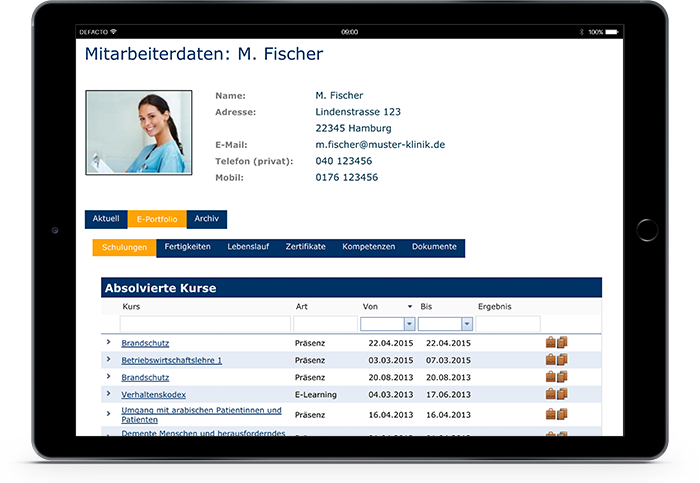 DEFACTO 09:00 100%
Mitarbeiterdaten: M. Fischer
Name: M. Fischer
Adresse: Lindenstrasse 123
22345 Hamburg
E-Mail: m.fischer@muster-klinik.de
Telefon (privat): 040 123456
Mobil: 0176 123456
Aktuell E-Portfolio Archiv
Schulungen Fertigkeiten Lebenslauf Zertifikate Kompetenzen Dokumente
Absolvierte Kurse
Kurs Art Von Bis Ergebnis
Brandschutz Präsenz 22.04.2015 22.04.2015
Betriebswirtschaftslehre 1 Präsenz 03.03.2015 07.03.2015
Brandschutz Präsenz 20.08.2013 20.08.2013
Verhaltenskodex E-Learning 04.03.2013 17.06.2013
Umgang mit arabischen Patientinnen und
Patienten Präsenz 16.04.2013 16.04.2013
Demente Menschen und herausforderndes